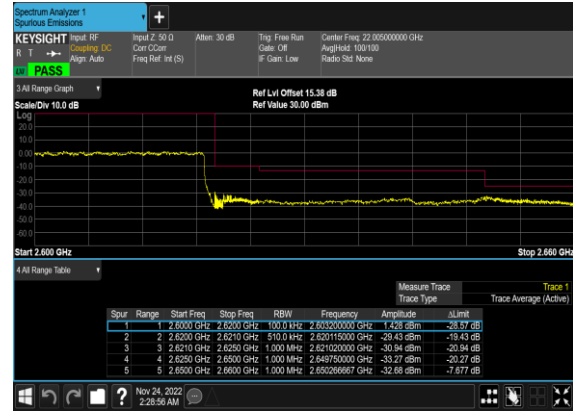 Spectrum Analyzer 1
Spurious Emissions
KEYSIGHT Input: RF Input Z: 50 Ω Atten: 30 dB Trig: Free Run Center Freq: 22.005000000 GHz
R T Coupling: DC Corr CCorr Gate: Off Avg|Hold: 100/100
Align: Auto Freq Ref: Int (S) IF Gain: Low Radio Std: None
PASS
3 All Range Graph
Ref Lvl Offset 15.38 dB
Scale/Div 10.0 dB Ref Value 30.00 dBm
Log
20.0
10.0
0.00
-10.0
-20.0
-30.0
-40.0
-50.0
-60.0
Start 2.600 GHz Stop 2.660 GHz
4 All Range Table
Measure Trace Trace 1
Trace Type Trace Average (Active)
Spur Range Start Freq Stop Freq RBW Frequency Amplitude ΔLimit
1 1 2.6000 GHz 2.6200 GHz 100.0 kHz 2.603200000 GHz 1.428 dBm -28.57 dB
2 2 2.6200 GHz 2.6210 GHz 510.0 kHz 2.620115000 GHz -29.43 dBm -19.43 dB
3 3 2.6210 GHz 2.6250 GHz 1.000 MHz 2.621020000 GHz -30.94 dBm -20.94 dB
4 4 2.6250 GHz 2.6500 GHz 1.000 MHz 2.649750000 GHz -33.27 dBm -20.27 dB
5 5 2.6500 GHz 2.6600 GHz 1.000 MHz 2.650266667 GHz -32.68 dBm -7.677 dB
? Nov 24, 2022
2:28:56 AM